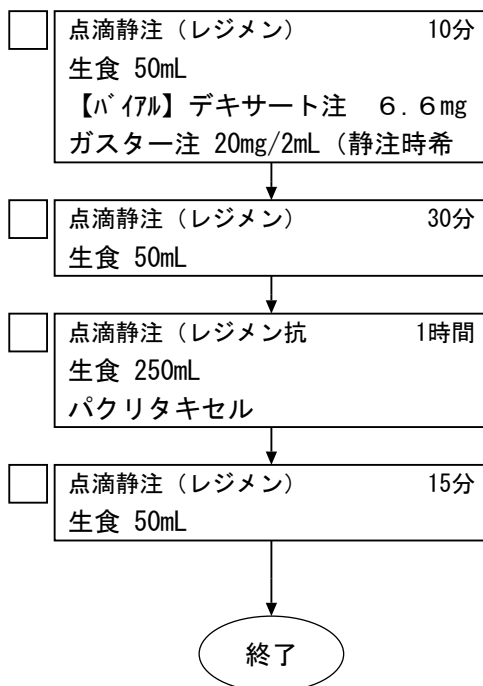 点滴静注（レジメン） 10分
生食 50mL
【ﾊﾞｲｱﾙ】デキサート注　６．６mg
ガスター注 20mg/2mL（静注時希
点滴静注（レジメン） 30分
生食 50mL
点滴静注（レジメン抗 1時間
生食 250mL
パクリタキセル
点滴静注（レジメン） 15分
生食 50mL
終了